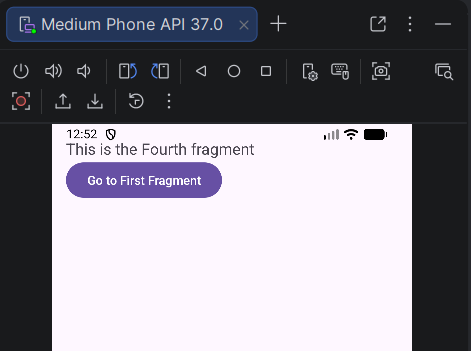 Medium Phone API 37.0
12:52
This is the Fourth fragment
Go to First Fragment